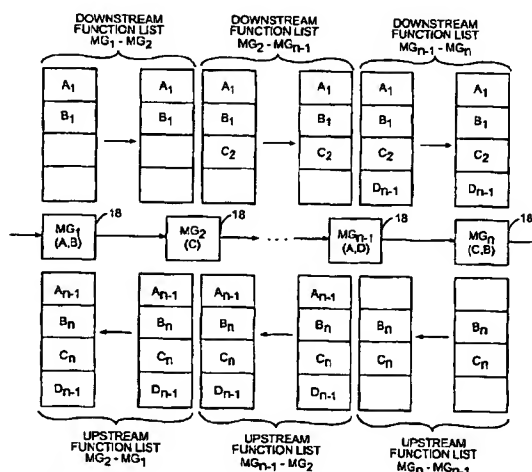 DOWNSTREAM
FUNCTION LIST
MG1 - MG2
DOWNSTREAM
FUNCTION LIST
MG2 - MGn-1
DOWNSTREAM
FUNCTION LIST
MGn-1 - MGn
A1
A1
A1
A1
A1
A1
B1
B1
B1
B1
B1
B1
C2
C2
C2
C2
Dn-1
Dn-1
18
18
18
18
MG1
(A,B)
MG2
(C)
...
MGn-1
(A,D)
MGn
(C,B)
An-1
An-1
An-1
An-1
Bn
Bn
Bn
Bn
Bn
Bn
Cn
Cn
Cn
Cn
Cn
Cn
Dn-1
Dn-1
Dn-1
Dn-1
UPSTREAM
FUNCTION LIST
MG2 - MG1
UPSTREAM
FUNCTION LIST
MGn-1 - MG2
UPSTREAM
FUNCTION LIST
MGn - MGn-1